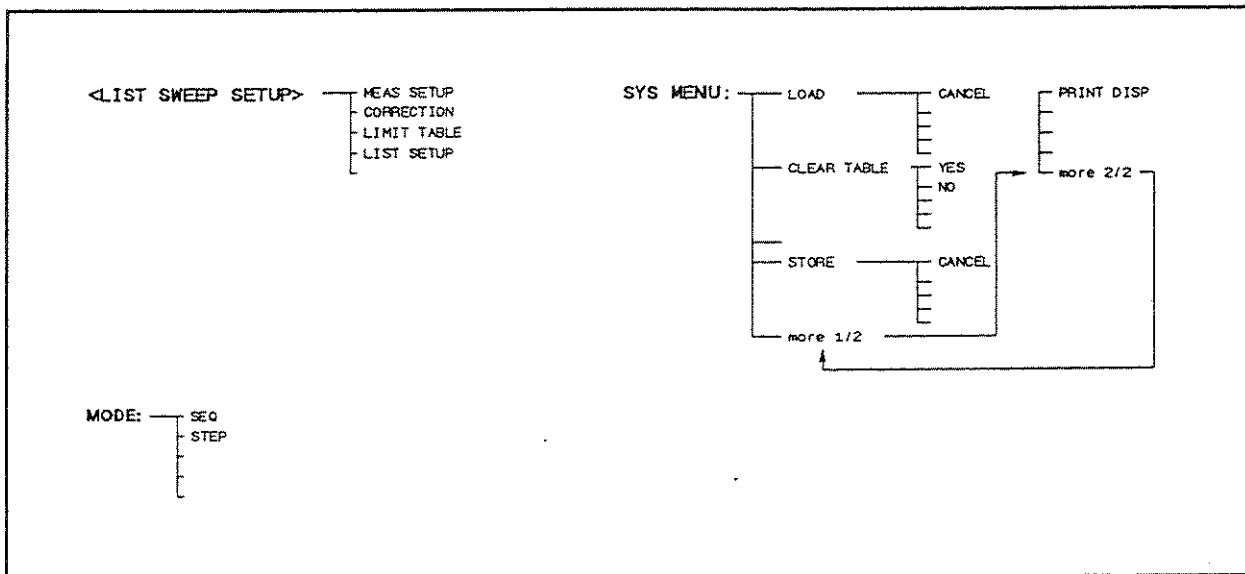 <LIST SWEEP SETUP>
MEAS SETUP
CORRECTION
LIMIT TABLE
LIST SETUP
SYS MENU:
LOAD
CANCEL
CLEAR TABLE
YES
NO
STORE
CANCEL
more 1/2
PRINT DISP
more 2/2
MODE:
SEQ
STEP